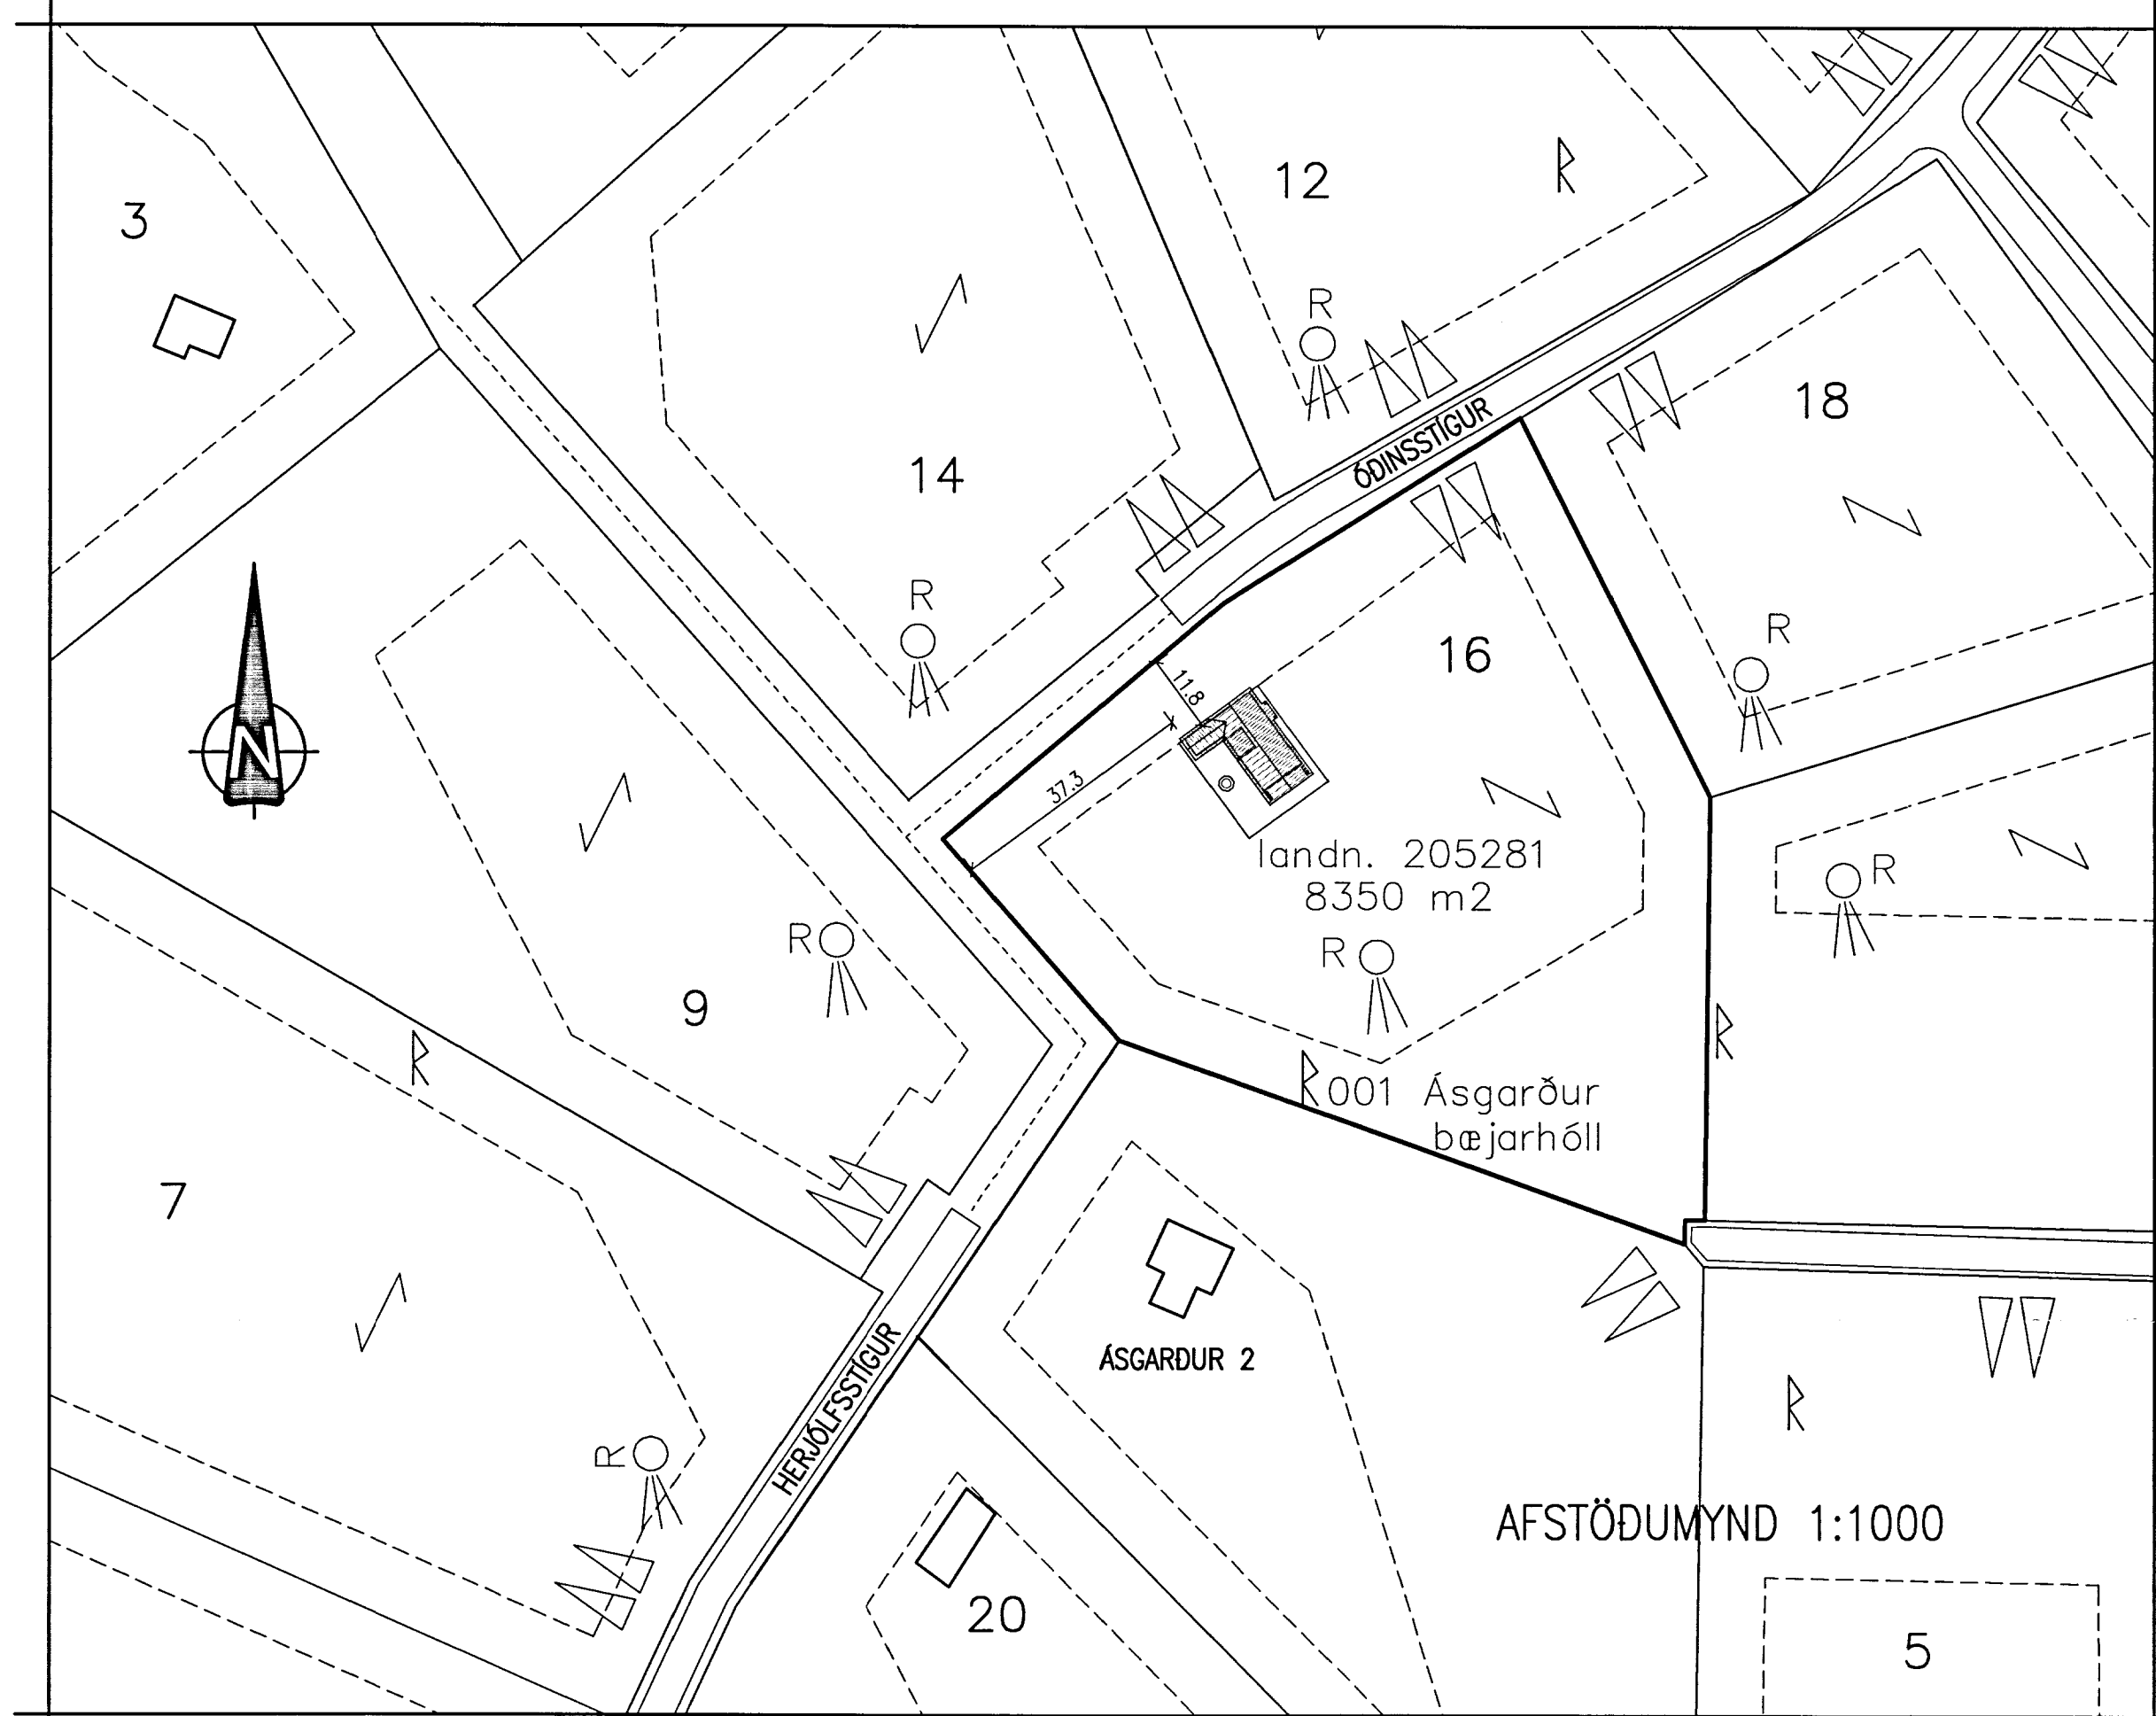 12
R
3
R
18
ÓÐINSSTÍGUR
14
R
R
16
11.8
N
37.3
landn. 205281
8350 m2
R
R
R
9
R
R
R001 Ásgarður
bæjarhóll
7
ÁSGARÐUR 2
HERJÓLFSSTÍGUR
R
R
AFSTÖÐUMYND 1:1000
20
5